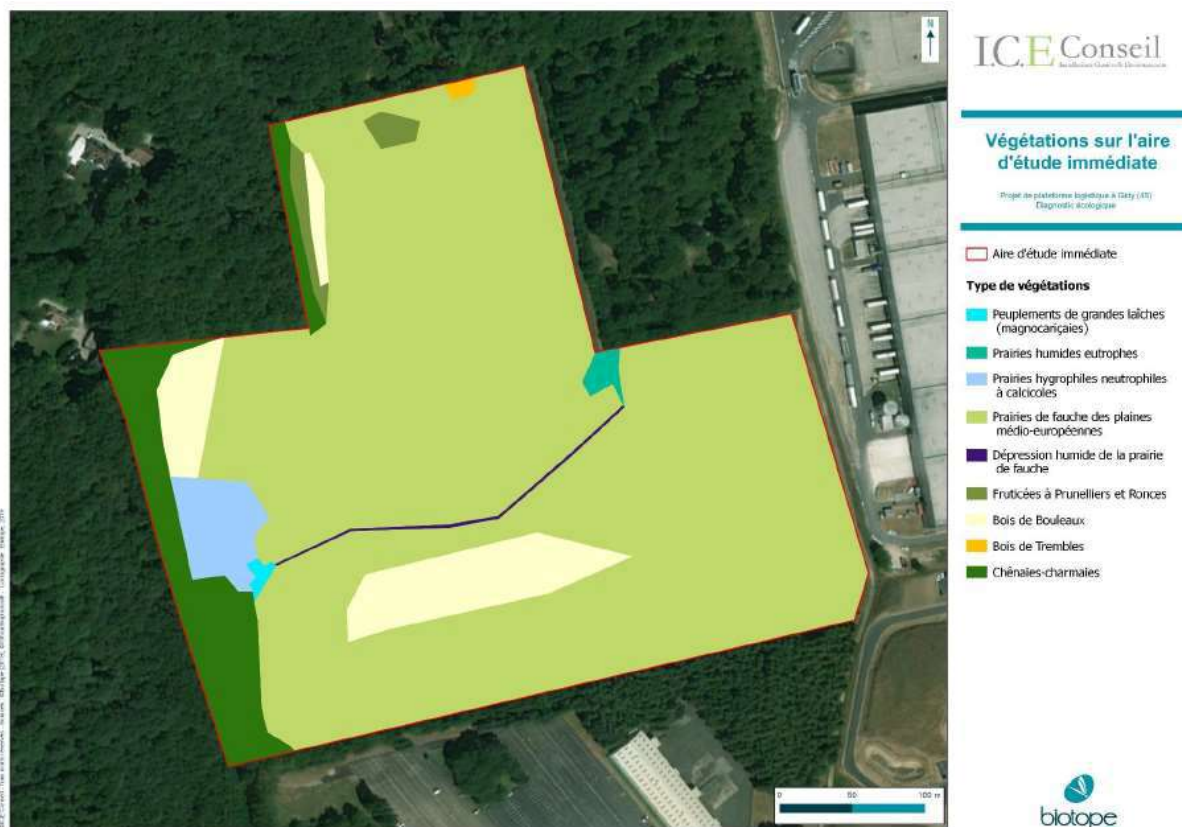 N
I.C.E Conseil
Végétations sur l'aire
d'étude immédiate
Projet de plateforme logistique à Gidy (45)
Diagnostic écologique
Aire d'étude immédiate
Type de végétations
Peuplements de grandes laîches
(magnocariçaies)
Prairies humides eutrophes
Prairies hygrophiles neutrophiles
à calcicoles
Prairies de fauche des plaines
médio-européennes
Dépression humide de la prairie
de fauche
Fruticées à Prunelliers et Ronces
Bois de Bouleaux
Bois de Trembles
Chênaies-charmaies
0 50 100 m
biotope